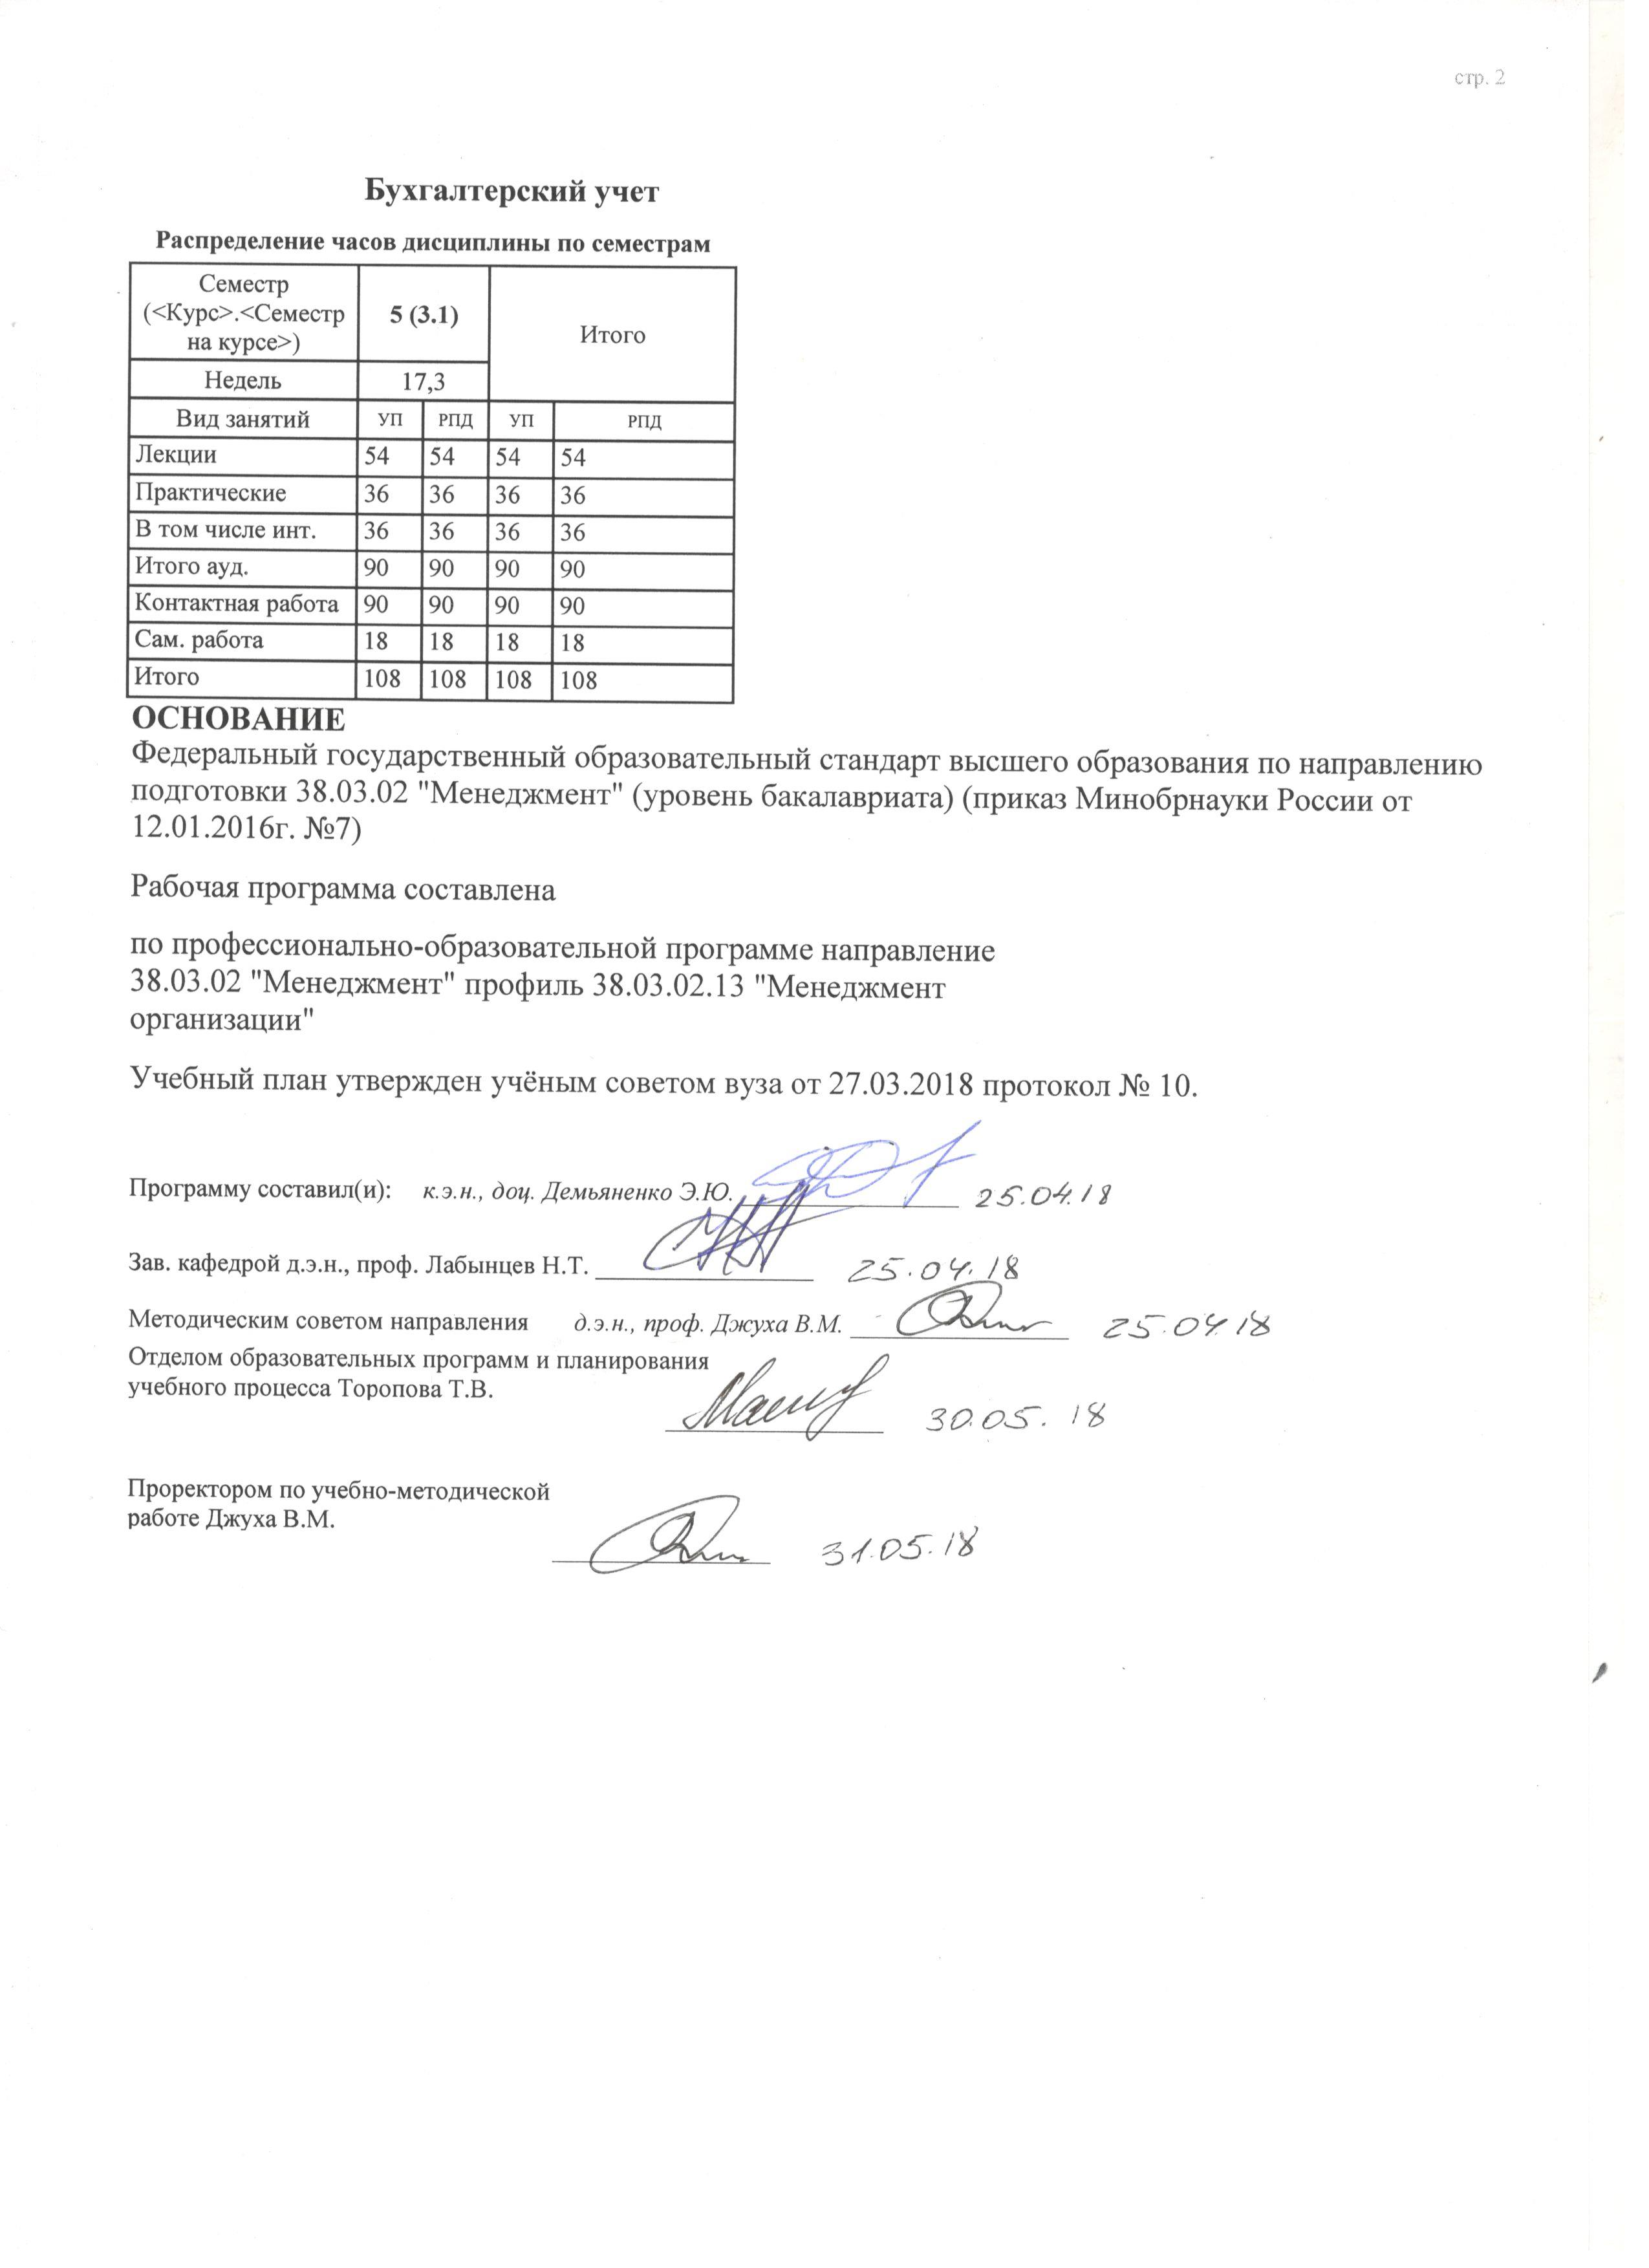 стр. 2
Бухгалтерский учет
Распределение часов дисциплины по семестрам
Семестр
(<Курс>.<Семестр
на курсе>)
5 (3.1)
Итого
Недель 17,3
Вид занятий УП РПД УП РПД
Лекции 54 54 54 54
Практические 36 36 36 36
В том числе инт. 36 36 36 36
Итого ауд. 90 90 90 90
Контактная работа 90 90 90 90
Сам. работа 18 18 18 18
Итого 108 108 108 108
ОСНОВАНИЕ
Федеральный государственный образовательный стандарт высшего образования по направлению
подготовки 38.03.02 "Менеджмент" (уровень бакалавриата) (приказ Минобрнауки России от
12.01.2016г. №7)
Рабочая программа составлена
по профессионально-образовательной программе направление
38.03.02 "Менеджмент" профиль 38.03.02.13 "Менеджмент
организации"
Учебный план утвержден учёным советом вуза от 27.03.2018 протокол № 10.
Программу составил(и): к.э.н., доц. Демьяненко Э.Ю. 25.04.18
Зав. кафедрой д.э.н., проф. Лабынцев Н.Т. 25.04.18
Методическим советом направления д.э.н., проф. Джуха В.М. 25.04.18
Отделом образовательных программ и планирования
учебного процесса Торопова Т.В.
30.05.18
Проректором по учебно-методической
работе Джуха В.М.
31.05.18